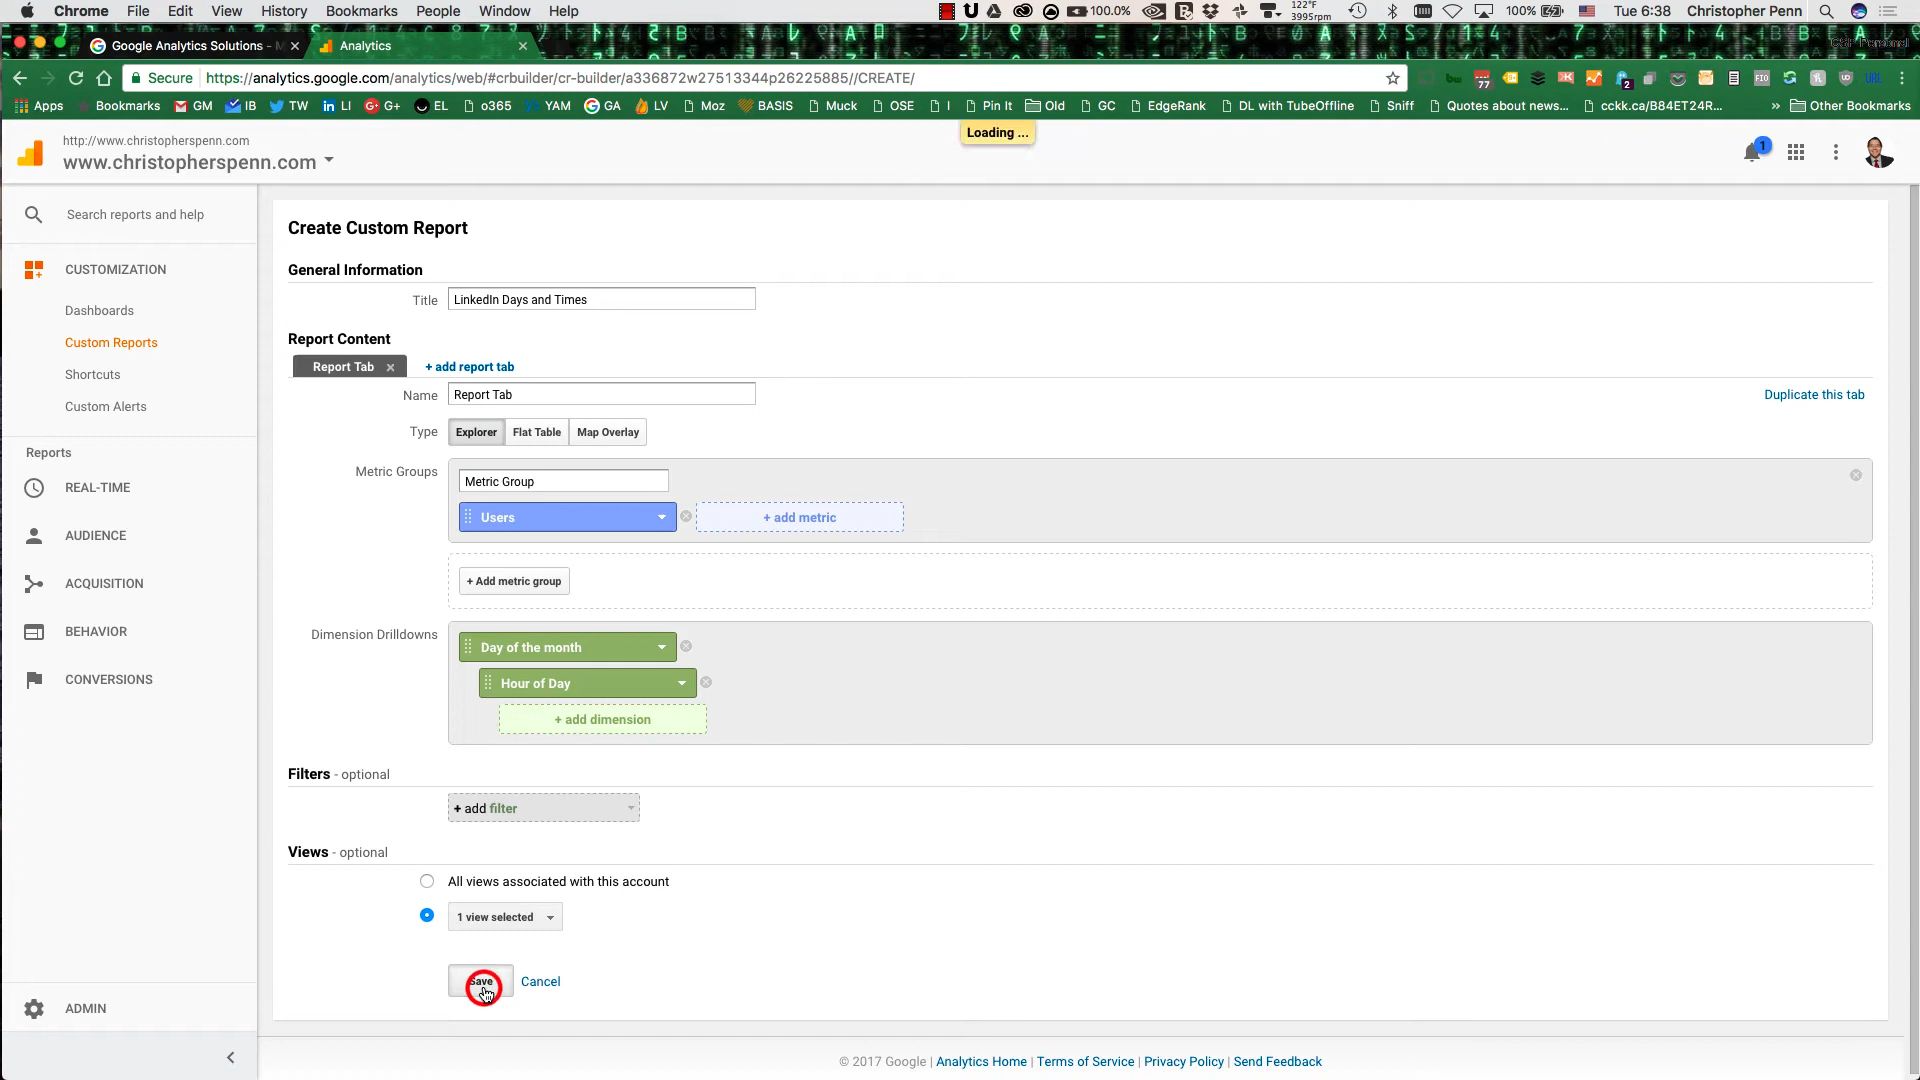 Chrome File Edit View History Bookmarks People Window Help 100.0% 122°F 3995rpm 100% Tue 6:38 Christopher Penn
Google Analytics Solutions - M Analytics
Secure https://analytics.google.com/analytics/web/#crbuilder/cr-builder/a336872w27513344p26225885//CREATE/
Apps Bookmarks GM IB TW LI G+ EL o365 YAM GA LV Moz BASIS Muck OSE I Pin It Old GC EdgeRank DL with TubeOffline Sniff Quotes about news... cckk.ca/B84ET24R... » Other Bookmarks
Loading ...
http://www.christopherspenn.com
www.christopherspenn.com
1
Search reports and help
CUSTOMIZATION
Dashboards
Custom Reports
Shortcuts
Custom Alerts
Reports
REAL-TIME
AUDIENCE
ACQUISITION
BEHAVIOR
CONVERSIONS
ADMIN
Create Custom Report
General Information
Title LinkedIn Days and Times
Report Content
Report Tab + add report tab
Name Report Tab Duplicate this tab
Type Explorer Flat Table Map Overlay
Metric Groups
Metric Group
Users + add metric
+ Add metric group
Dimension Drilldowns
Day of the month
Hour of Day
+ add dimension
Filters - optional
+ add filter
Views - optional
All views associated with this account
1 view selected
Save Cancel
© 2017 Google | Analytics Home | Terms of Service | Privacy Policy | Send Feedback